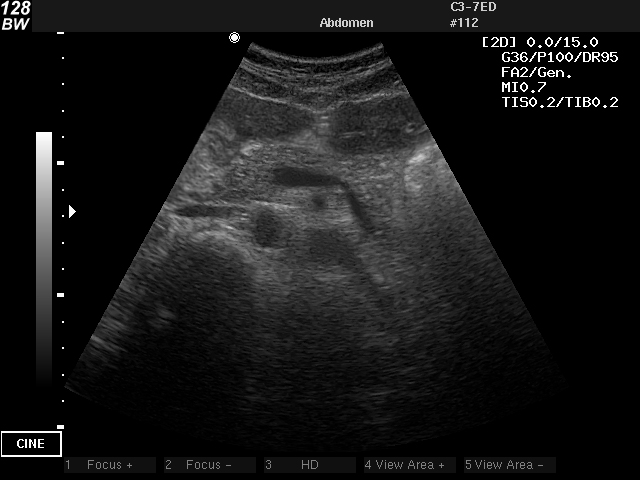 128
BW
Abdomen
C3-7ED
#112
[2D] 0.0/15.0
G36/P100/DR95
FA2/Gen.
MI0.7
TIS0.2/TIB0.2
CINE
1 Focus +
2 Focus -
3 HD
4 View Area +
5 View Area -